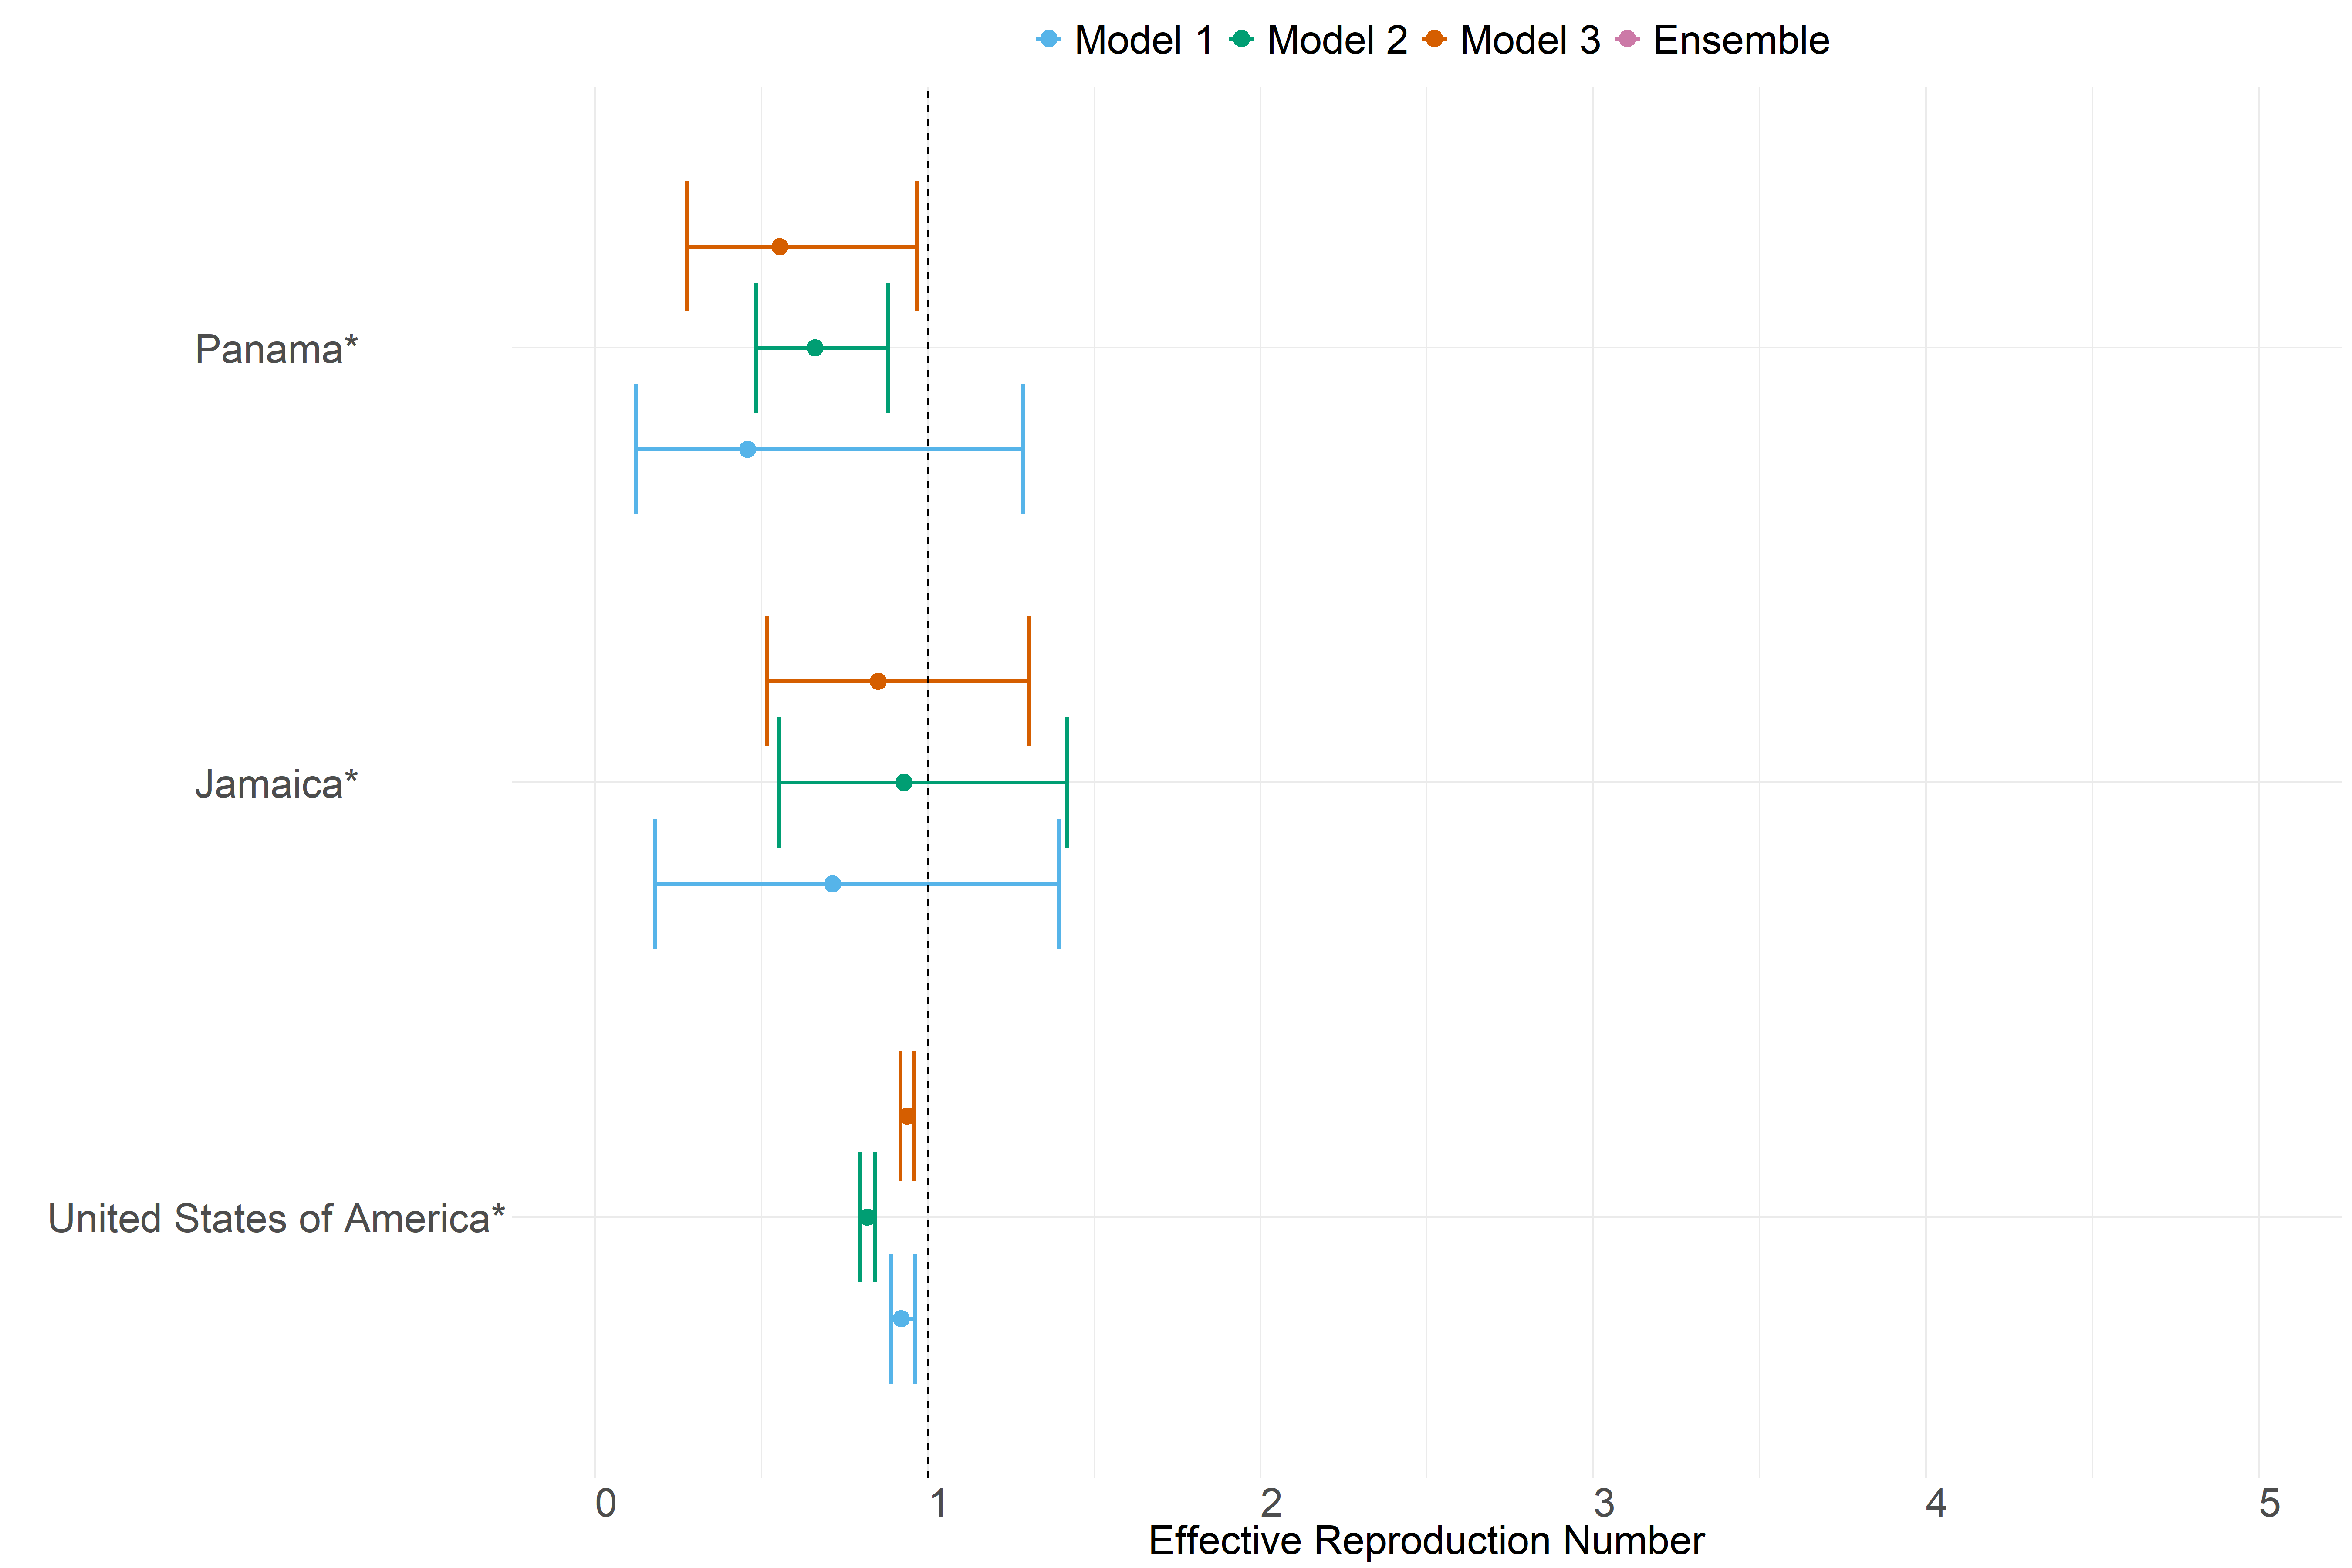 Model 1 Model 2 Model 3 Ensemble
Panama*
Jamaica*
United States of America*
0 1 2 3 4 5
Effective Reproduction Number